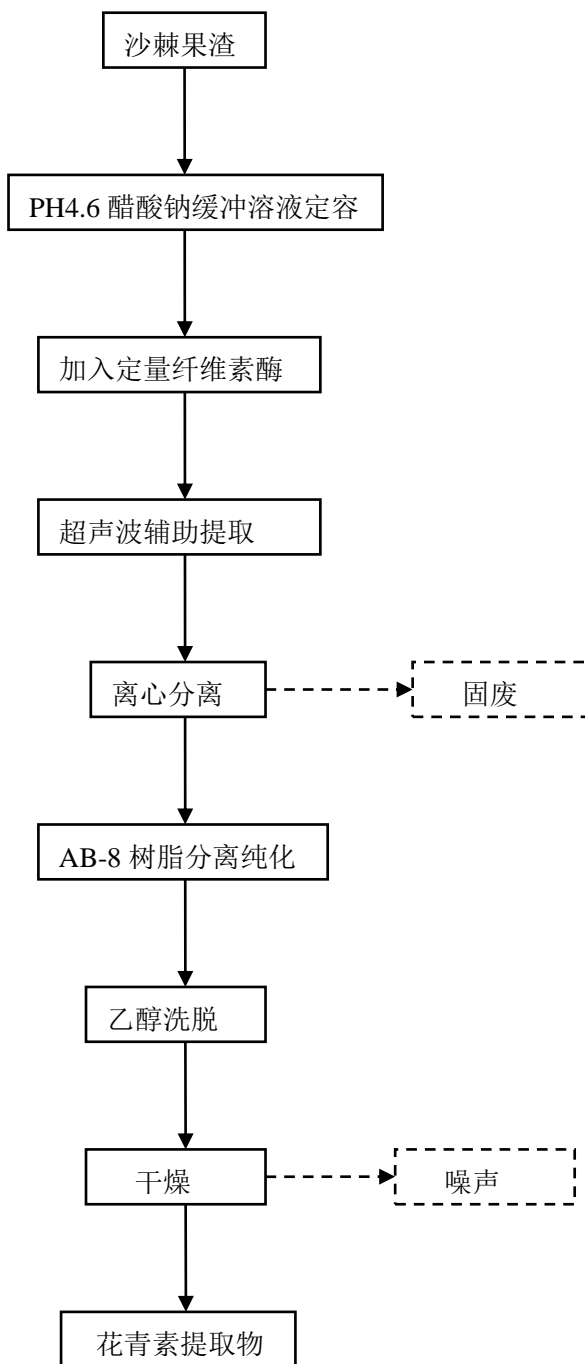 沙棘果渣
PH4.6 醋酸钠缓冲溶液定容
加入定量纤维素酶
超声波辅助提取
离心分离
固废
AB-8 树脂分离纯化
乙醇洗脱
干燥
噪声
花青素提取物